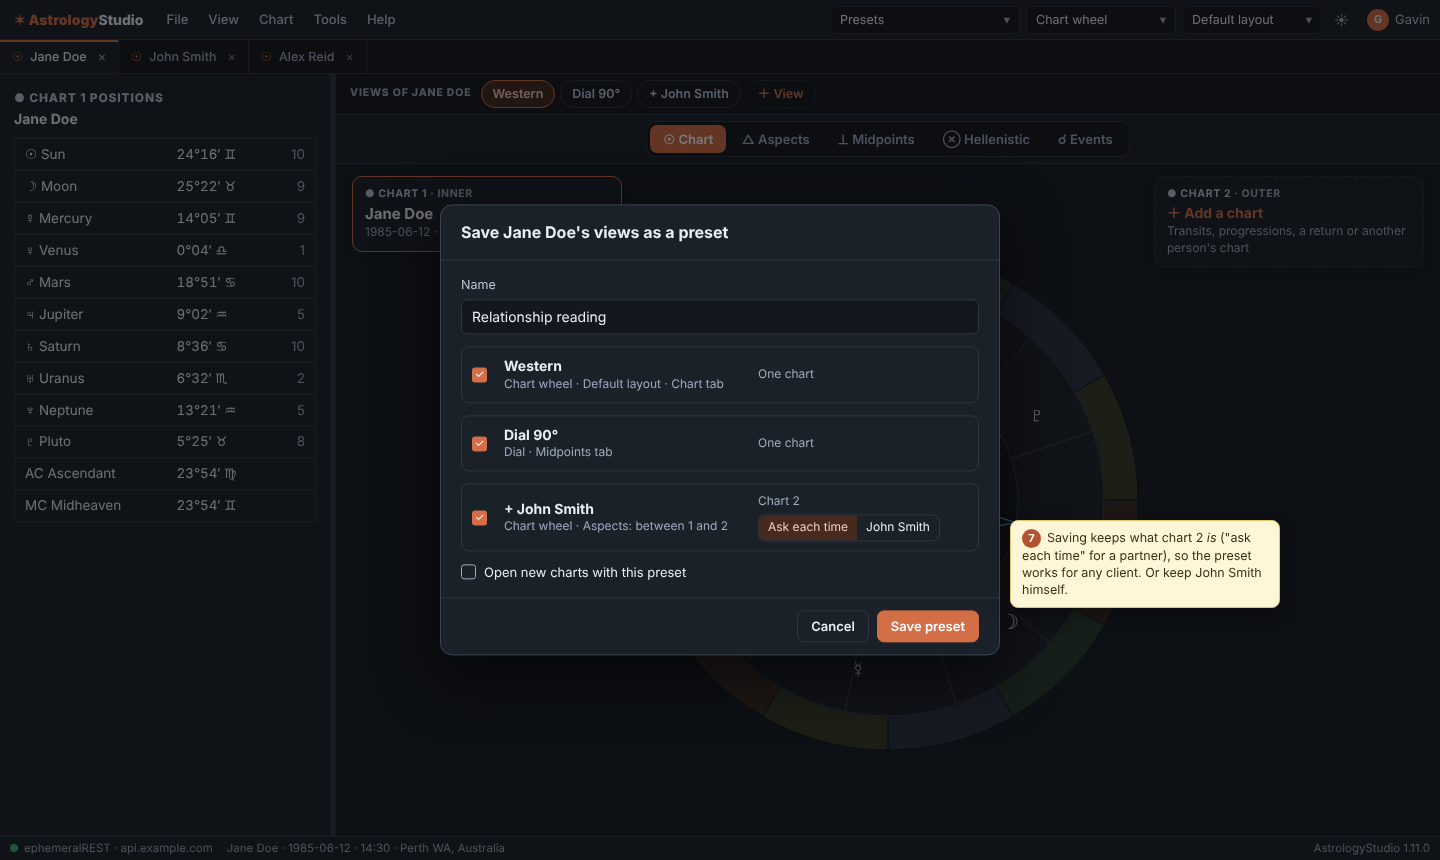 ✶ AstrologyStudio File View Chart Tools Help Presets ▾ Chart wheel ▾ Default layout ▾ ☀ G Gavin
☉ Jane Doe × ☉ John Smith × ☉ Alex Reid ×
● CHART 1 POSITIONS
Jane Doe
☉ Sun 24°16′ ♊ 10
☽ Moon 25°22′ ♉ 9
☿ Mercury 14°05′ ♊ 9
♀ Venus 0°04′ ♎ 1
♂ Mars 18°51′ ♋ 10
♃ Jupiter 9°02′ ♒ 5
♄ Saturn 8°36′ ♋ 10
♅ Uranus 6°32′ ♏ 2
♆ Neptune 13°21′ ♒ 5
♇ Pluto 5°25′ ♉ 8
AC Ascendant 23°54′ ♍
MC Midheaven 23°54′ ♊
VIEWS OF JANE DOE Western Dial 90° + John Smith + View
☉ Chart △ Aspects ⊥ Midpoints ⊗ Hellenistic ☌ Events
● CHART 1 · INNER
Jane Doe
1985-06-12 ·
● CHART 2 · OUTER
+ Add a chart
Transits, progressions, a return or another
person's chart
Save Jane Doe's views as a preset
Name
Relationship reading
Western
Chart wheel · Default layout · Chart tab
One chart
Dial 90°
Dial · Midpoints tab
One chart
+ John Smith
Chart wheel · Aspects: between 1 and 2
Chart 2
Ask each time John Smith
Open new charts with this preset
Cancel Save preset
♇
☽
☿
7 Saving keeps what chart 2 is ("ask
each time" for a partner), so the preset
works for any client. Or keep John Smith
himself.
● ephemeralREST · api.example.com Jane Doe · 1985-06-12 · 14:30 · Perth WA, Australia AstrologyStudio 1.11.0